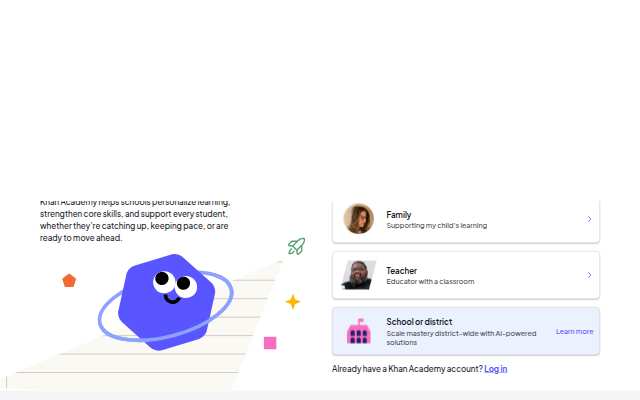 Khan Academy helps schools personalize learning,
strengthen core skills, and support every student,
whether they're catching up, keeping pace, or are
ready to move ahead.
Family
Supporting my child's learning
Teacher
Educator with a classroom
School or district
Scale mastery district-wide with AI-powered
solutions
Learn more
Already have a Khan Academy account? Log in